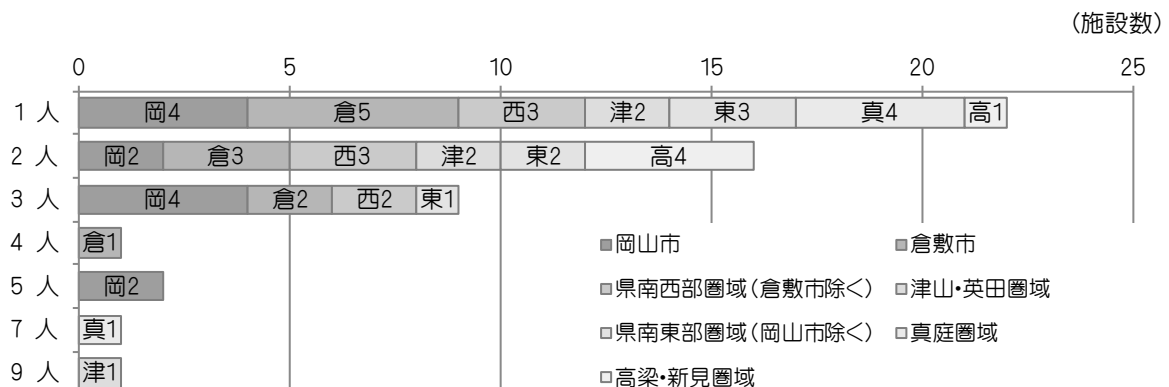 (施設数)
0 5 10 15 20 25
1 人 岡4 倉5 西3 津2 東3 真4 高1
2 人 岡2 倉3 西3 津2 東2 高4
3 人 岡4 倉2 西2 東1
4 人 倉1
岡山市 倉敷市
5 人 岡2
県南西部圏域(倉敷市除く) 津山・英田圏域
7 人 真1
県南東部圏域(岡山市除く) 真庭圏域
9 人 津1
高梁・新見圏域